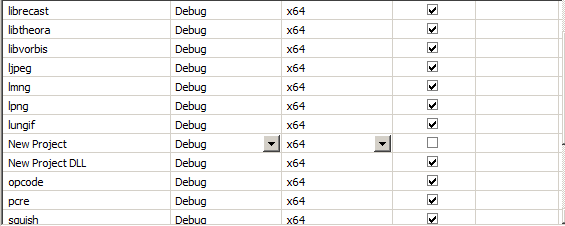 librecast Debug x64
libtheora Debug x64
libvorbis Debug x64
ljpeg Debug x64
lmng Debug x64
lpng Debug x64
lungif Debug x64
New Project Debug x64
New Project DLL Debug x64
opcode Debug x64
pcre Debug x64
squish Debug x64